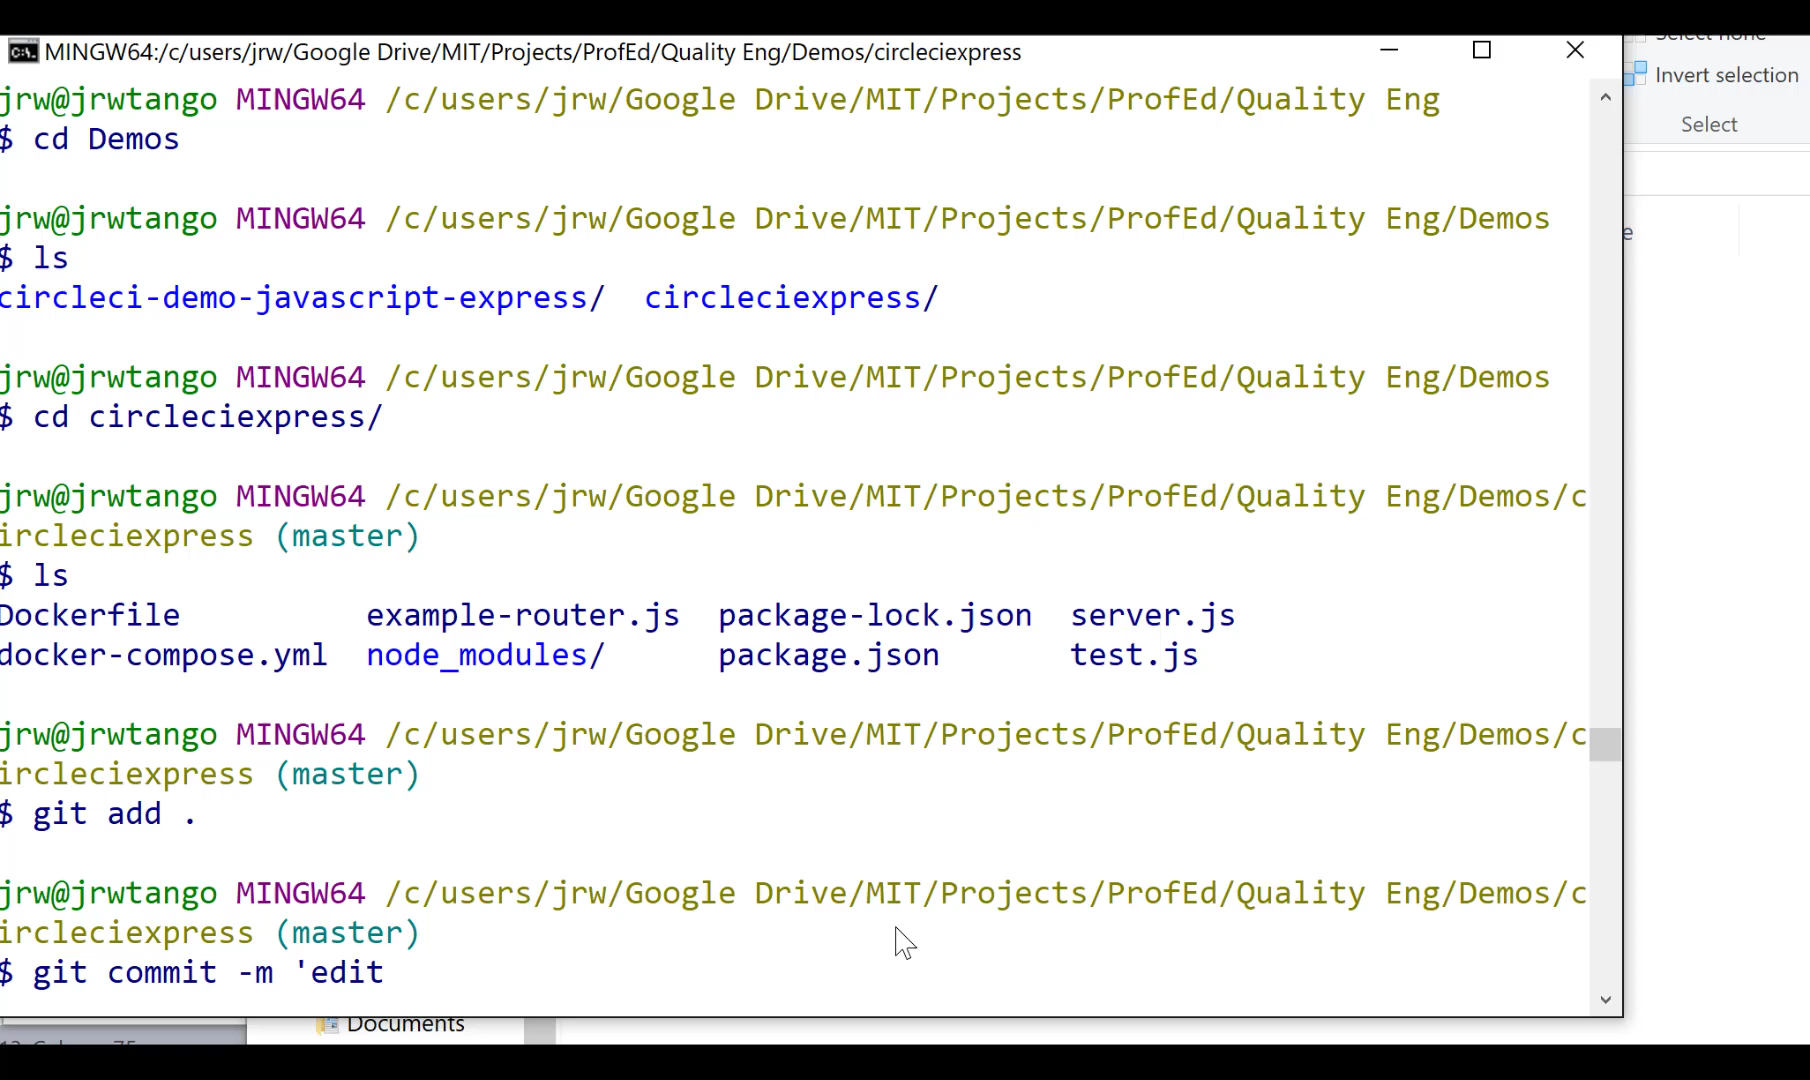 MINGW64:/c/users/jrw/Google Drive/MIT/Projects/ProfEd/Quality Eng/Demos/circleciexpress
Invert selection
Select
jrw@jrwtango MINGW64 /c/users/jrw/Google Drive/MIT/Projects/ProfEd/Quality Eng
$ cd Demos
jrw@jrwtango MINGW64 /c/users/jrw/Google Drive/MIT/Projects/ProfEd/Quality Eng/Demos
$ ls
circleci-demo-javascript-express/  circleciexpress/
jrw@jrwtango MINGW64 /c/users/jrw/Google Drive/MIT/Projects/ProfEd/Quality Eng/Demos
$ cd circleciexpress/
jrw@jrwtango MINGW64 /c/users/jrw/Google Drive/MIT/Projects/ProfEd/Quality Eng/Demos/c
ircleciexpress (master)
$ ls
Dockerfile          example-router.js  package-lock.json  server.js
docker-compose.yml  node_modules/      package.json       test.js
jrw@jrwtango MINGW64 /c/users/jrw/Google Drive/MIT/Projects/ProfEd/Quality Eng/Demos/c
ircleciexpress (master)
$ git add .
jrw@jrwtango MINGW64 /c/users/jrw/Google Drive/MIT/Projects/ProfEd/Quality Eng/Demos/c
ircleciexpress (master)
$ git commit -m 'edit
Documents